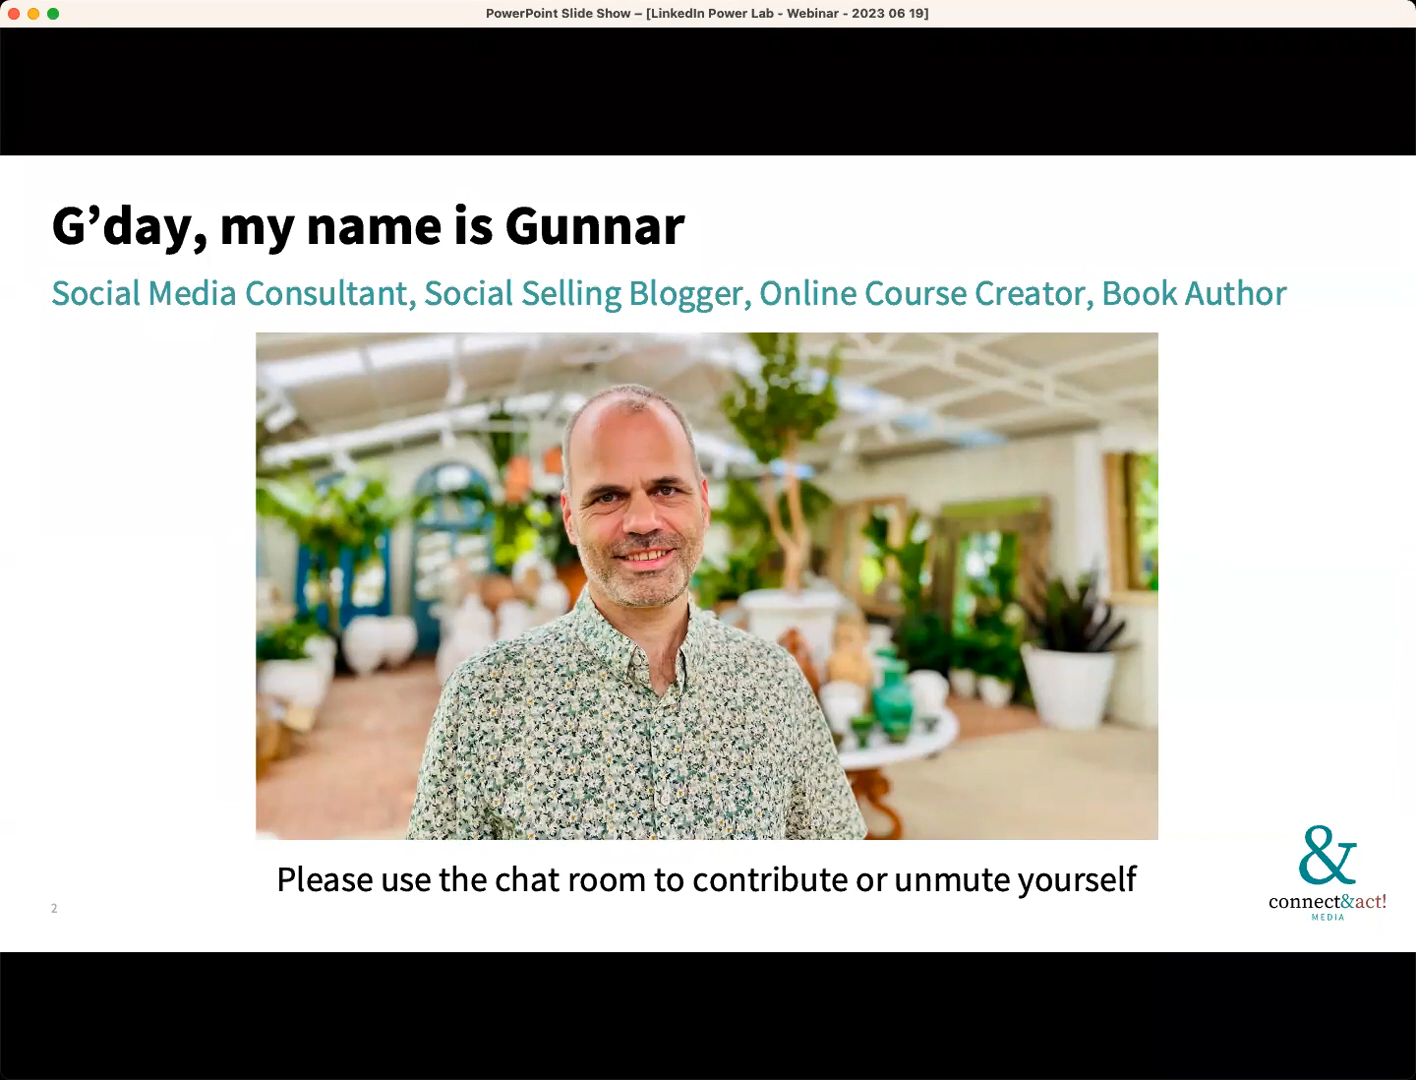 PowerPoint Slide Show – [LinkedIn Power Lab - Webinar - 2023 06 19]
G’day, my name is Gunnar
Social Media Consultant, Social Selling Blogger, Online Course Creator, Book Author
Please use the chat room to contribute or unmute yourself
2
&
connect&act!
MEDIA